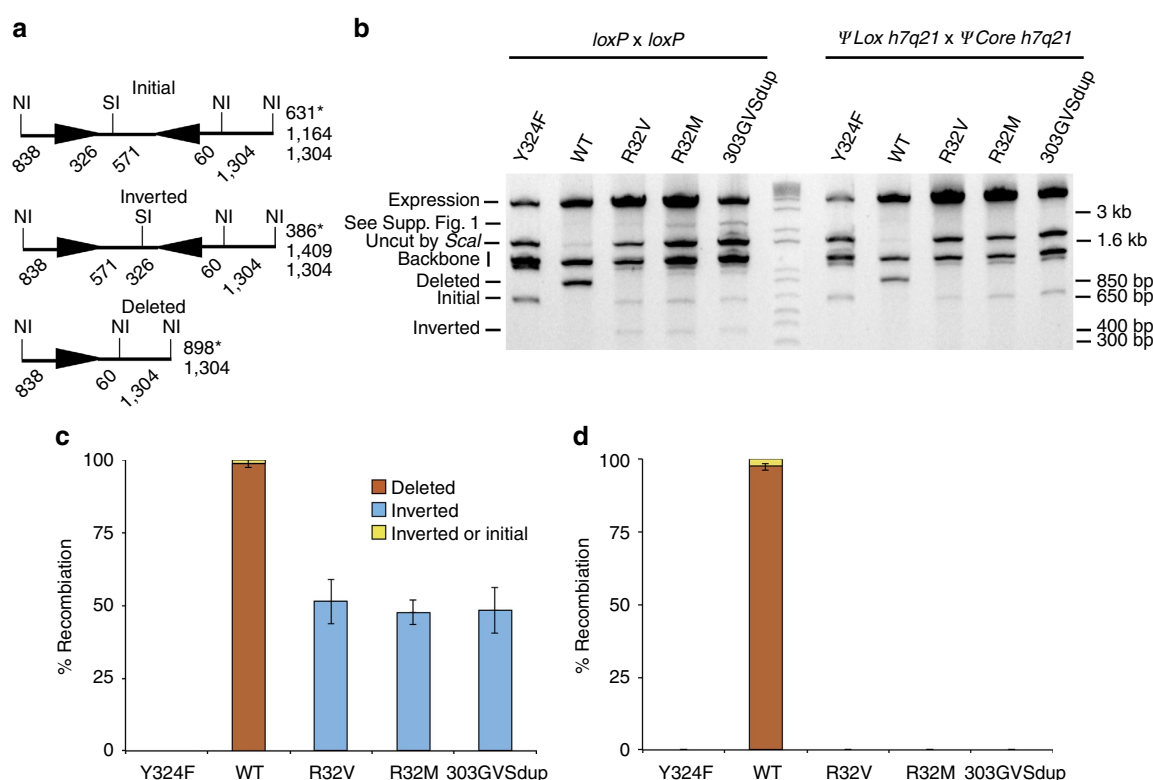 a
Initial
NI SI NI NI
631*
1,164
1,304
838 326 571 60 1,304
Inverted
NI SI NI NI
386*
1,409
1,304
838 571 326 60 1,304
Deleted
NI NI NI
898*
1,304
838 60 1,304
b
loxP x loxP
ΨLox h7q21 x ΨCore h7q21
Y324F WT R32V R32M 303GVSdup
Y324F WT R32V R32M 303GVSdup
Expression
See Supp. Fig. 1
Uncut by ScaI
Backbone
Deleted
Initial
Inverted
3 kb
1.6 kb
850 bp
650 bp
400 bp
300 bp
c
% Recombiation
100
75
50
25
0
Deleted
Inverted
Inverted or initial
Y324F WT R32V R32M 303GVSdup
d
% Recombiation
100
75
50
25
0
Y324F WT R32V R32M 303GVSdup